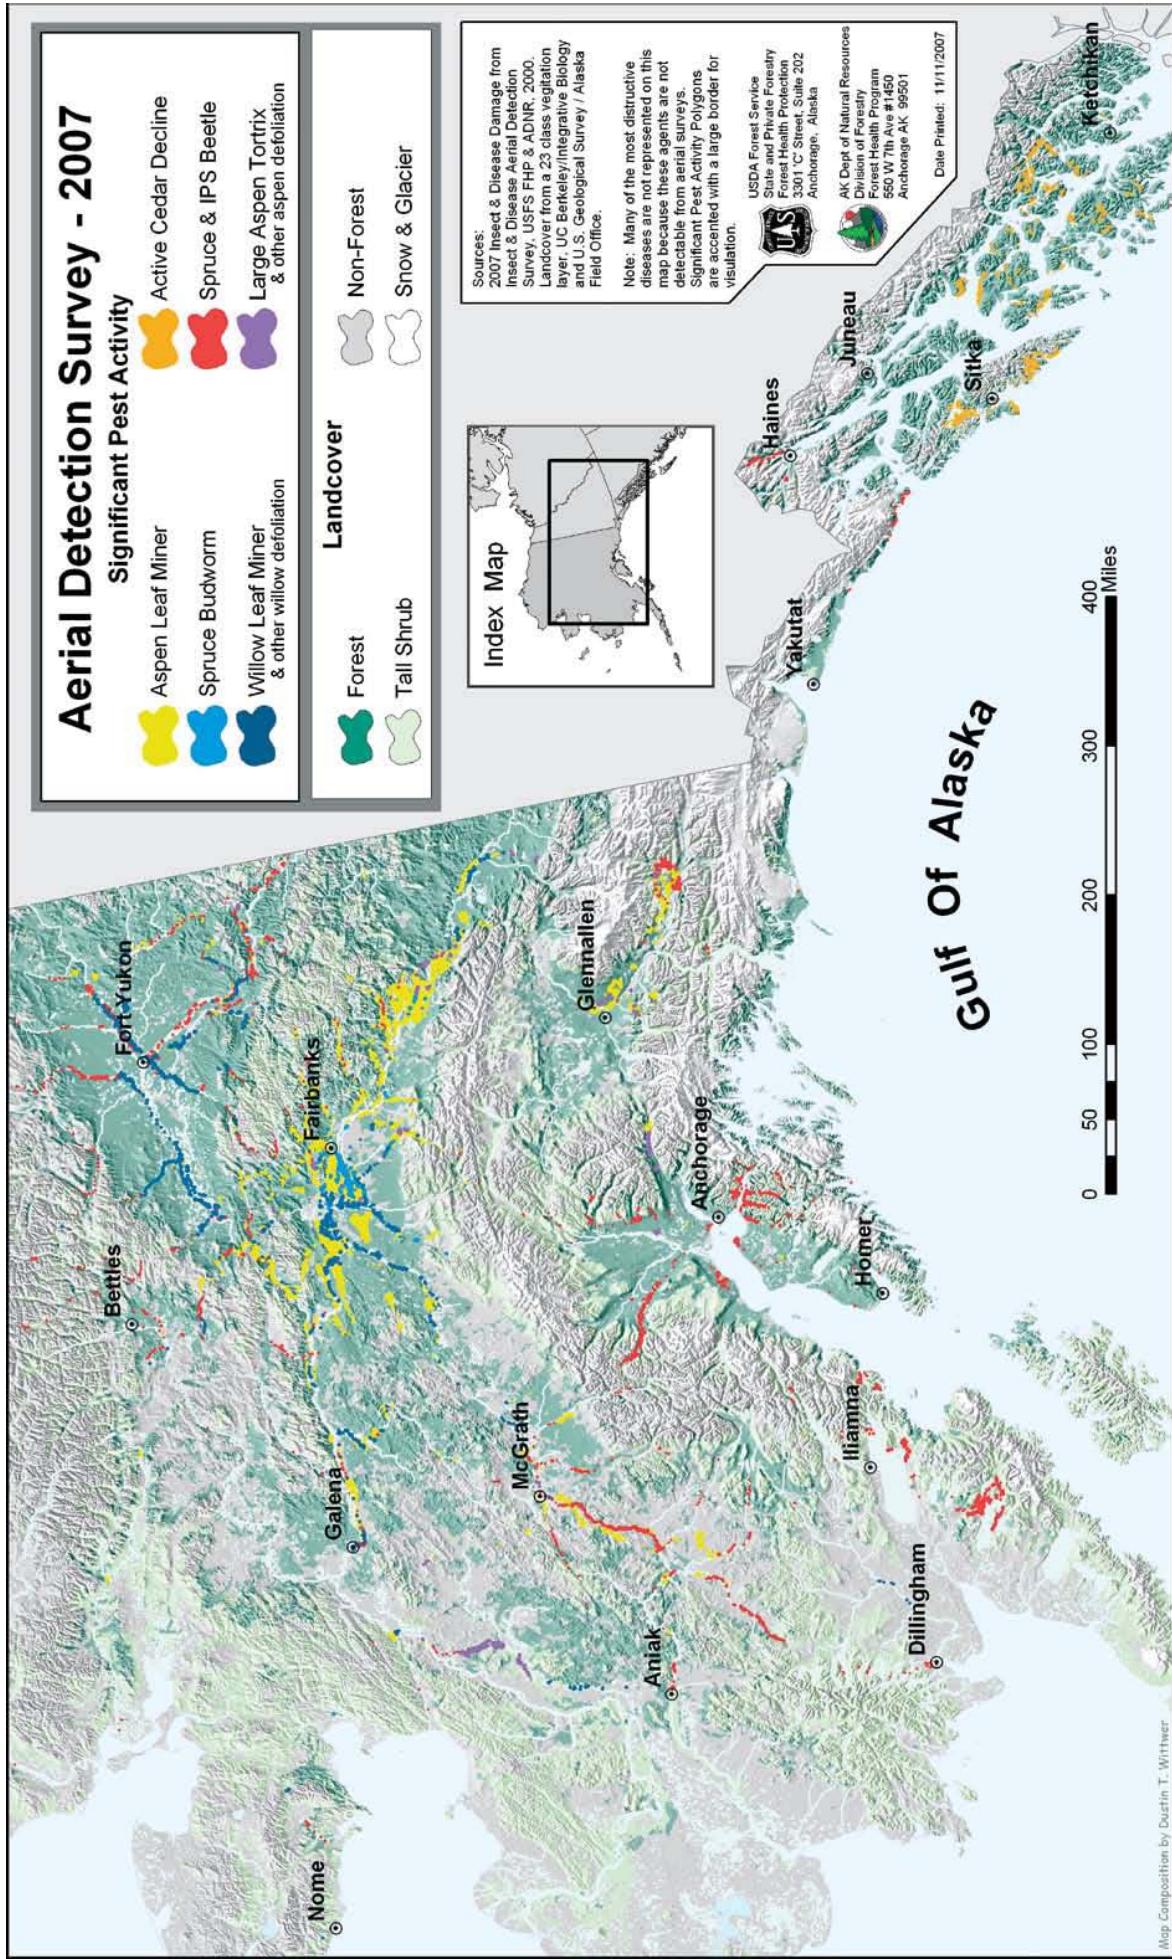 Aerial Detection Survey - 2007
Significant Pest Activity
Aspen Leaf Miner
Spruce Budworm
Willow Leaf Miner
& other willow defoliation
Active Cedar Decline
Spruce & IPS Beetle
Large Aspen Tortrix
& other aspen defoliation
Landcover
Forest
Tall Shrub
Non-Forest
Snow & Glacier
Index Map
Sources:
2007 Insect & Disease Damage from
Insect & Disease Aerial Detection
Survey, USFS FHP & ADNR, 2000.
Landcover from a 23 class vegitation
layer, UC Berkeley/Integrative Biology
and U.S. Geological Survey / Alaska
Field Office.
Note: Many of the most distructive
diseases are not represented on this
map because these agents are not
detectable from aerial surveys.
Significant Pest Activity Polygons
are accented with a large border for
visulation.
UAS
USDA Forest Service
State and Private Forestry
Forest Health Protection
3301 'C' Street, Suite 202
Anchorage, Alaska
AK Dept of Natural Resources
Division of Forestry
Forest Health Program
550 W 7th Ave #1450
Anchorage AK 99501
Date Printed: 11/11/2007
Fort Yukon
Bettles
Fairbanks
Galena
Nome
McGrath
Glennallen
Aniak
Anchorage
Haines
Yakutat
Juneau
Homer
Iliamna
Dillingham
Sitka
Ketchikan
Gulf Of Alaska
0 50 100 200 300 400
Miles
Map Composition by Dustin T. Wittwer